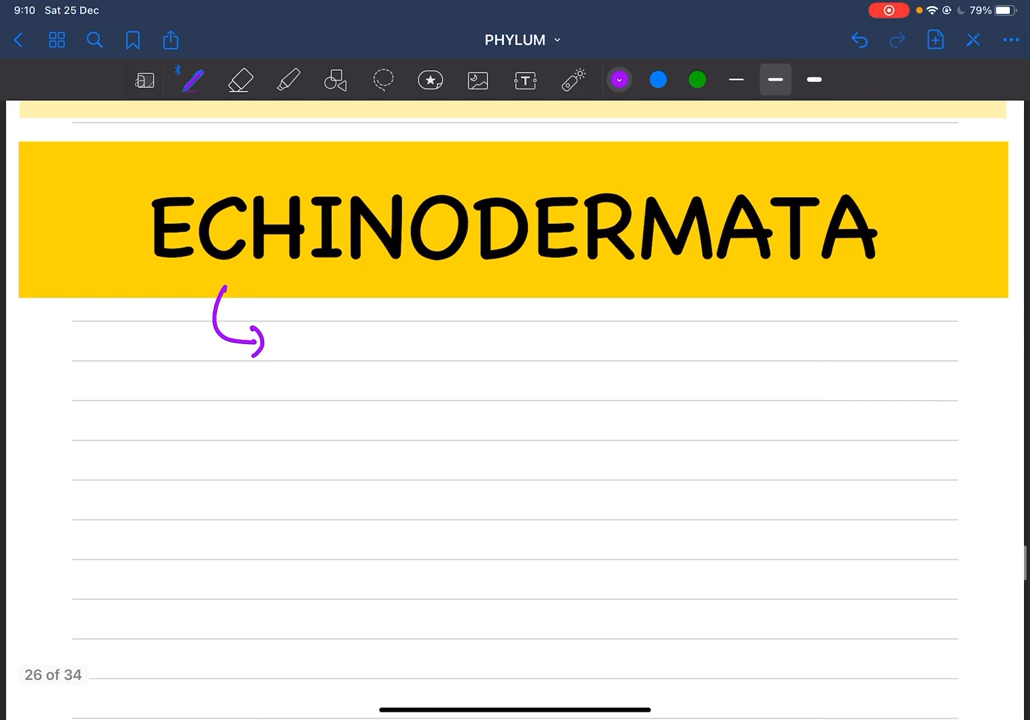 9:10 Sat 25 Dec 79%
PHYLUM
T
ECHINODERMATA
26 of 34